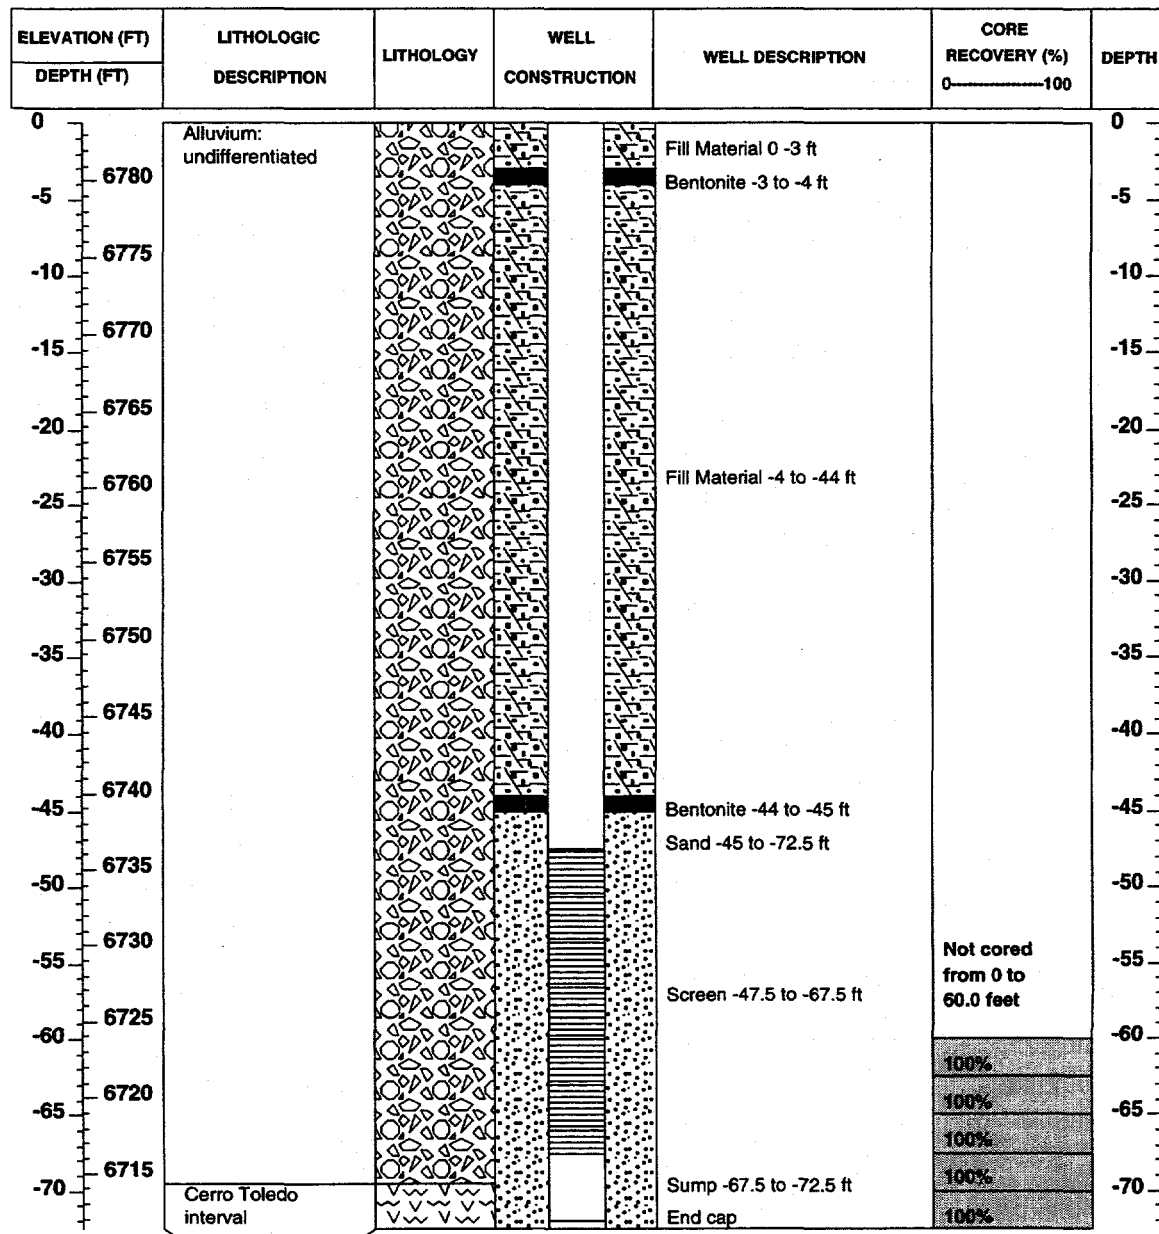 ELEVATION (FT)
DEPTH (FT)
LITHOLOGIC
DESCRIPTION
LITHOLOGY
WELL
CONSTRUCTION
WELL DESCRIPTION
CORE
RECOVERY (%)
0----------------100
DEPTH
0
Alluvium:
undifferentiated
Fill Material 0 -3 ft
0
6780
Bentonite -3 to -4 ft
-5
-5
6775
-10
-10
6770
-15
-15
6765
-20
-20
6760
Fill Material -4 to -44 ft
-25
-25
6755
-30
-30
6750
-35
-35
6745
-40
-40
6740
-45
Bentonite -44 to -45 ft
-45
Sand -45 to -72.5 ft
6735
-50
-50
6730
Not cored
from 0 to
60.0 feet
-55
-55
Screen -47.5 to -67.5 ft
6725
-60
-60
100%
6720
100%
-65
-65
100%
6715
100%
-70
Cerro Toledo
interval
Sump -67.5 to -72.5 ft
-70
End cap
100%